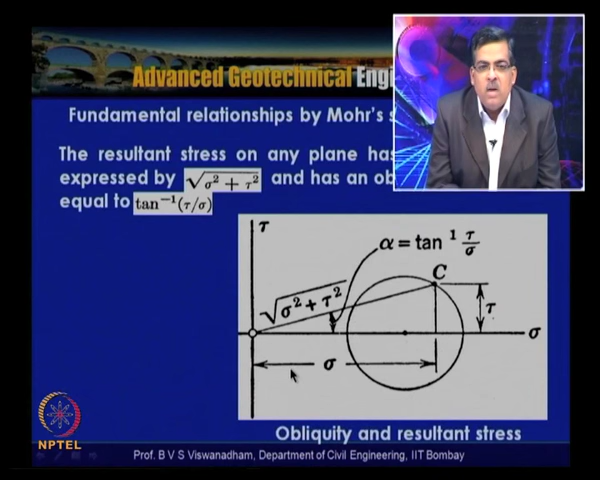 Advanced Geotechnical Engi
Fundamental relationships by Mohr's s
The resultant stress on any plane has
expressed by √σ² + τ² and has an ob
equal to tan⁻¹(τ/σ)
τ
α = tan ¹ τ/σ
C
√σ² + τ²
τ
σ
σ
Obliquity and resultant stress
NPTEL
Prof. B V S Viswanadham, Department of Civil Engineering, IIT Bombay